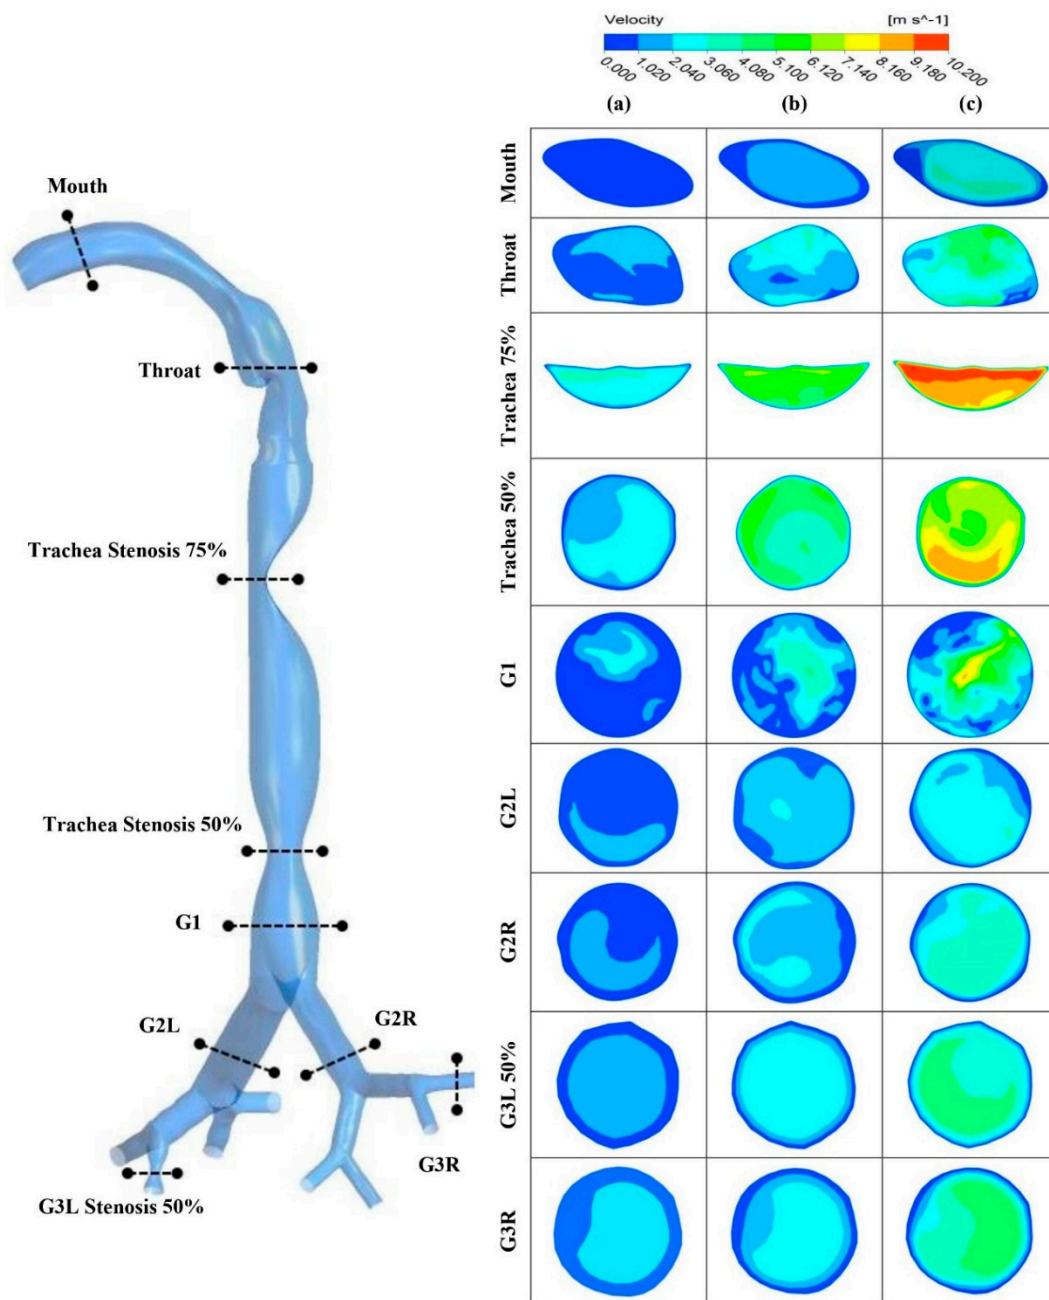 Velocity [m s^-1]
0.000 1.020 2.040 3.060 4.080 5.100 6.120 7.140 8.160 9.180 10.200
(a) (b) (c)
Mouth
Throat
Trachea Stenosis 75%
Trachea Stenosis 50%
G1
G2L
G2R
G3R
G3L Stenosis 50%
Mouth
Throat
Trachea 75%
Trachea 50%
G1
G2L
G2R
G3L 50%
G3R